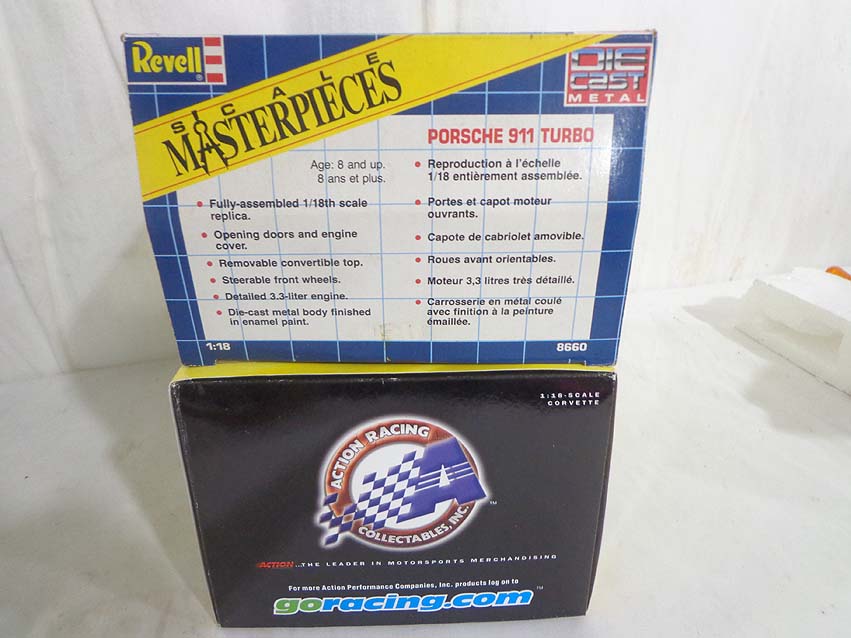 Revell®
DIE
CAST
METAL
SCALE
MASTERPIECES
PORSCHE 911 TURBO
Age: 8 and up.
8 ans et plus.
• Fully-assembled 1/18th scale
replica.
• Opening doors and engine
cover.
• Removable convertible top.
• Steerable front wheels.
• Detailed 3.3-liter engine.
• Die-cast metal body finished
in enamel paint.
• Reproduction à l'échelle
1/18 entièrement assemblée.
• Portes et capot moteur
ouvrants.
• Capote de cabriolet amovible.
• Roues avant orientables.
• Moteur 3,3 litres très détaillé.
• Carrosserie en métal coulé
avec finition à la peinture
émaillée.
1:18
8660
1:18-SCALE
CORVETTE
ACTION RACING
A
COLLECTABLES, INC.
™
ACTION...THE LEADER IN MOTORSPORTS MERCHANDISING
For more Action Performance Companies, Inc. products log on to
goracing.com™